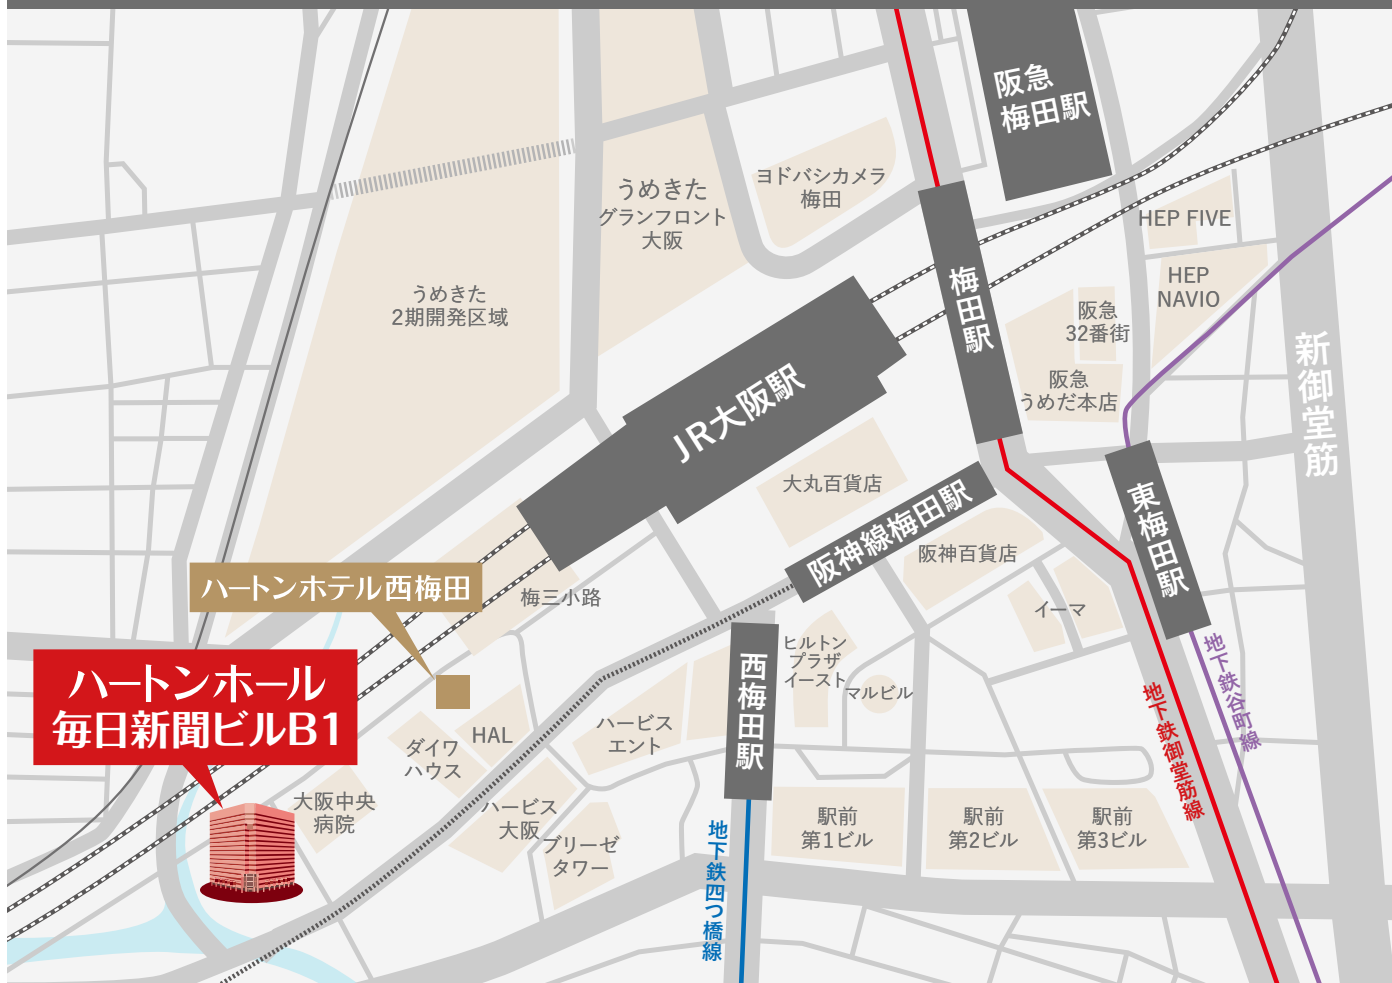 阪急
梅田駅
ヨドバシカメラ
梅田
うめきた
グランフロント
大阪
HEP FIVE
HEP
NAVIO
うめきた
2期開発区域
梅田駅
阪急
32番街
阪急
うめだ本店
新御堂筋
JR大阪駅
大丸百貨店
阪神線梅田駅
阪神百貨店
東梅田駅
ハートンホテル西梅田
梅三小路
イーマ
ハートンホール
毎日新聞ビルB1
西梅田駅
ヒルトン
プラザ
イースト
マルビル
地下鉄谷町線
地下鉄御堂筋線
HAL
ダイワ
ハウス
ハービス
エント
大阪中央
病院
ハービス
大阪
ブリーゼ
タワー
駅前
第1ビル
駅前
第2ビル
駅前
第3ビル
地下鉄四つ橋線